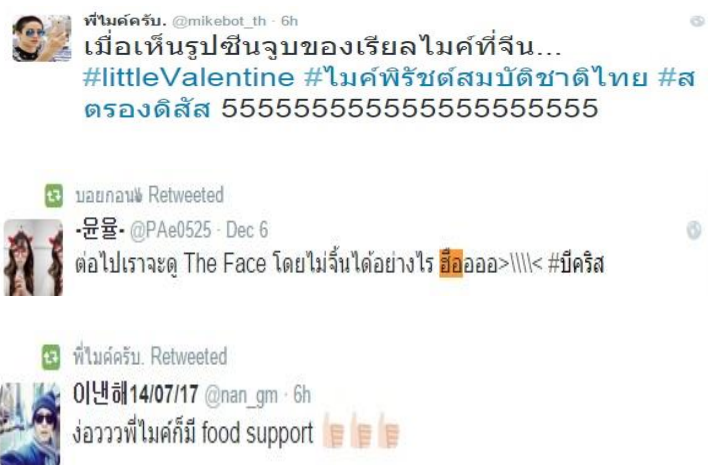 พี่ไมค์ครับ. @mikebot_th · 6h
เมื่อเห็นรูปซีนจูบของเรียลไมค์ที่จีน...
#littleValentine #ไมค์พิรัชต์สมบัติชาติไทย #ส
ตรองดิสัส 555555555555555555555
บอยกอน Retweeted
-윤율- @PAe0525 · Dec 6
ต่อไปเราจะดู The Face โดยไม่จิ้นได้อย่างไร ฮืออออ>\\\\< #บีคริส
พี่ไมค์ครับ. Retweeted
이낸해14/07/17 @nan_gm · 6h
ง่อวววพี่ไมค์ก็มี food support